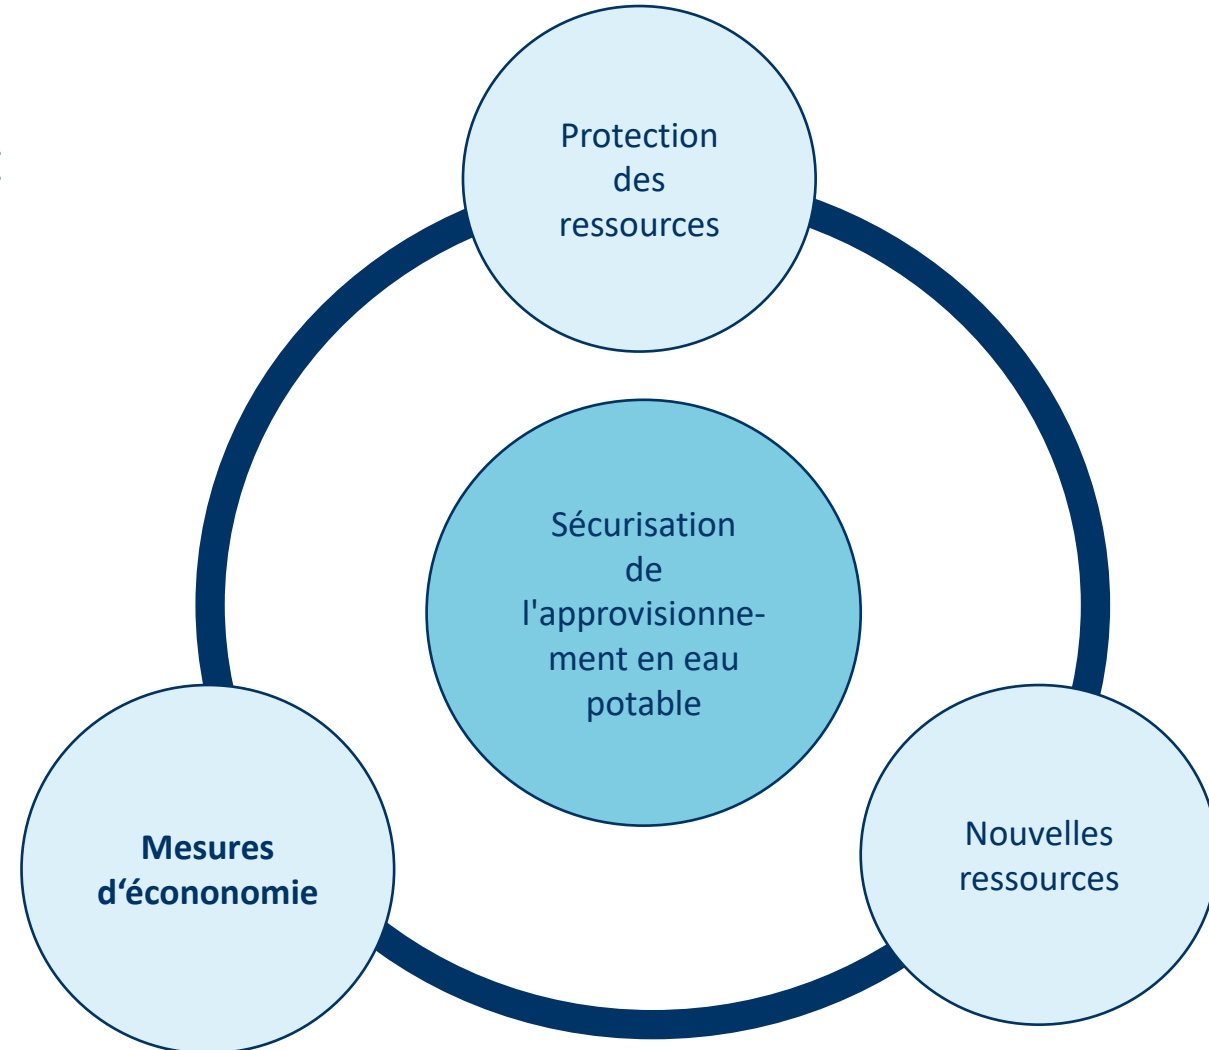 Protection
des
ressources
Sécurisation
de
l'approvisionne-
ment en eau
potable
Mesures
d‘écononomie
Nouvelles
ressources